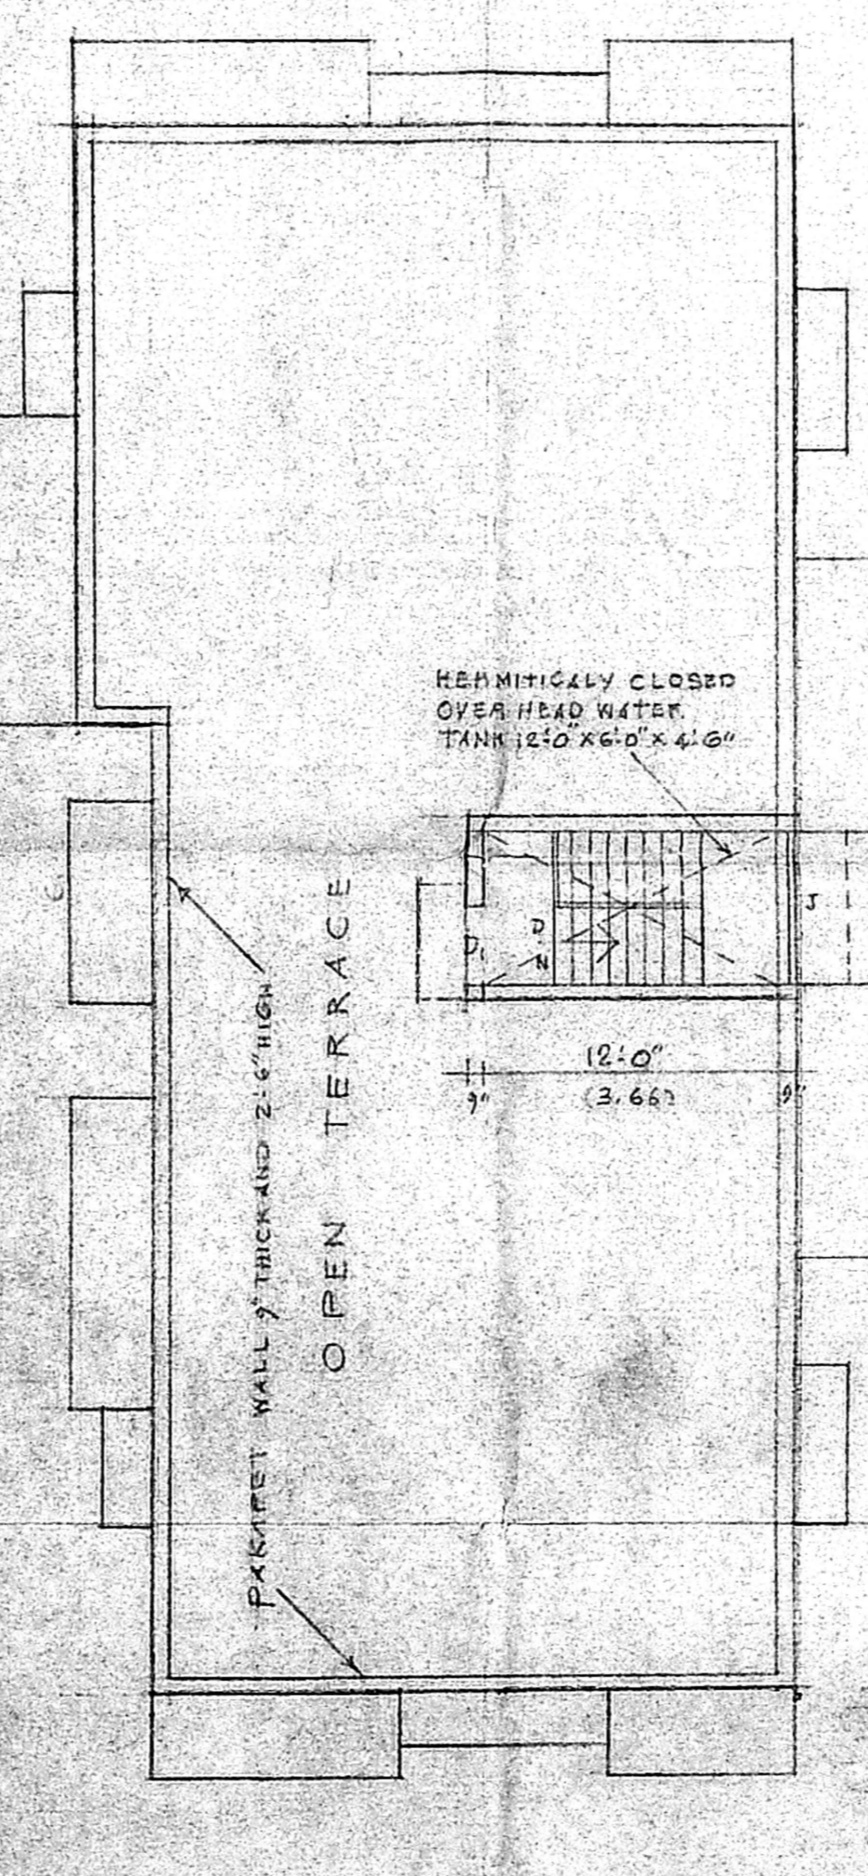 HERMITICALY CLOSED
OVER HEAD WATER
TANK 12'-0" X 6'-0" X 4'-6"
OPEN TERRACE
PARAPET WALL 9" THICK AND 2'-6" HIGH
D1
DN
J
12'-0"
(3.66)
9"
9"